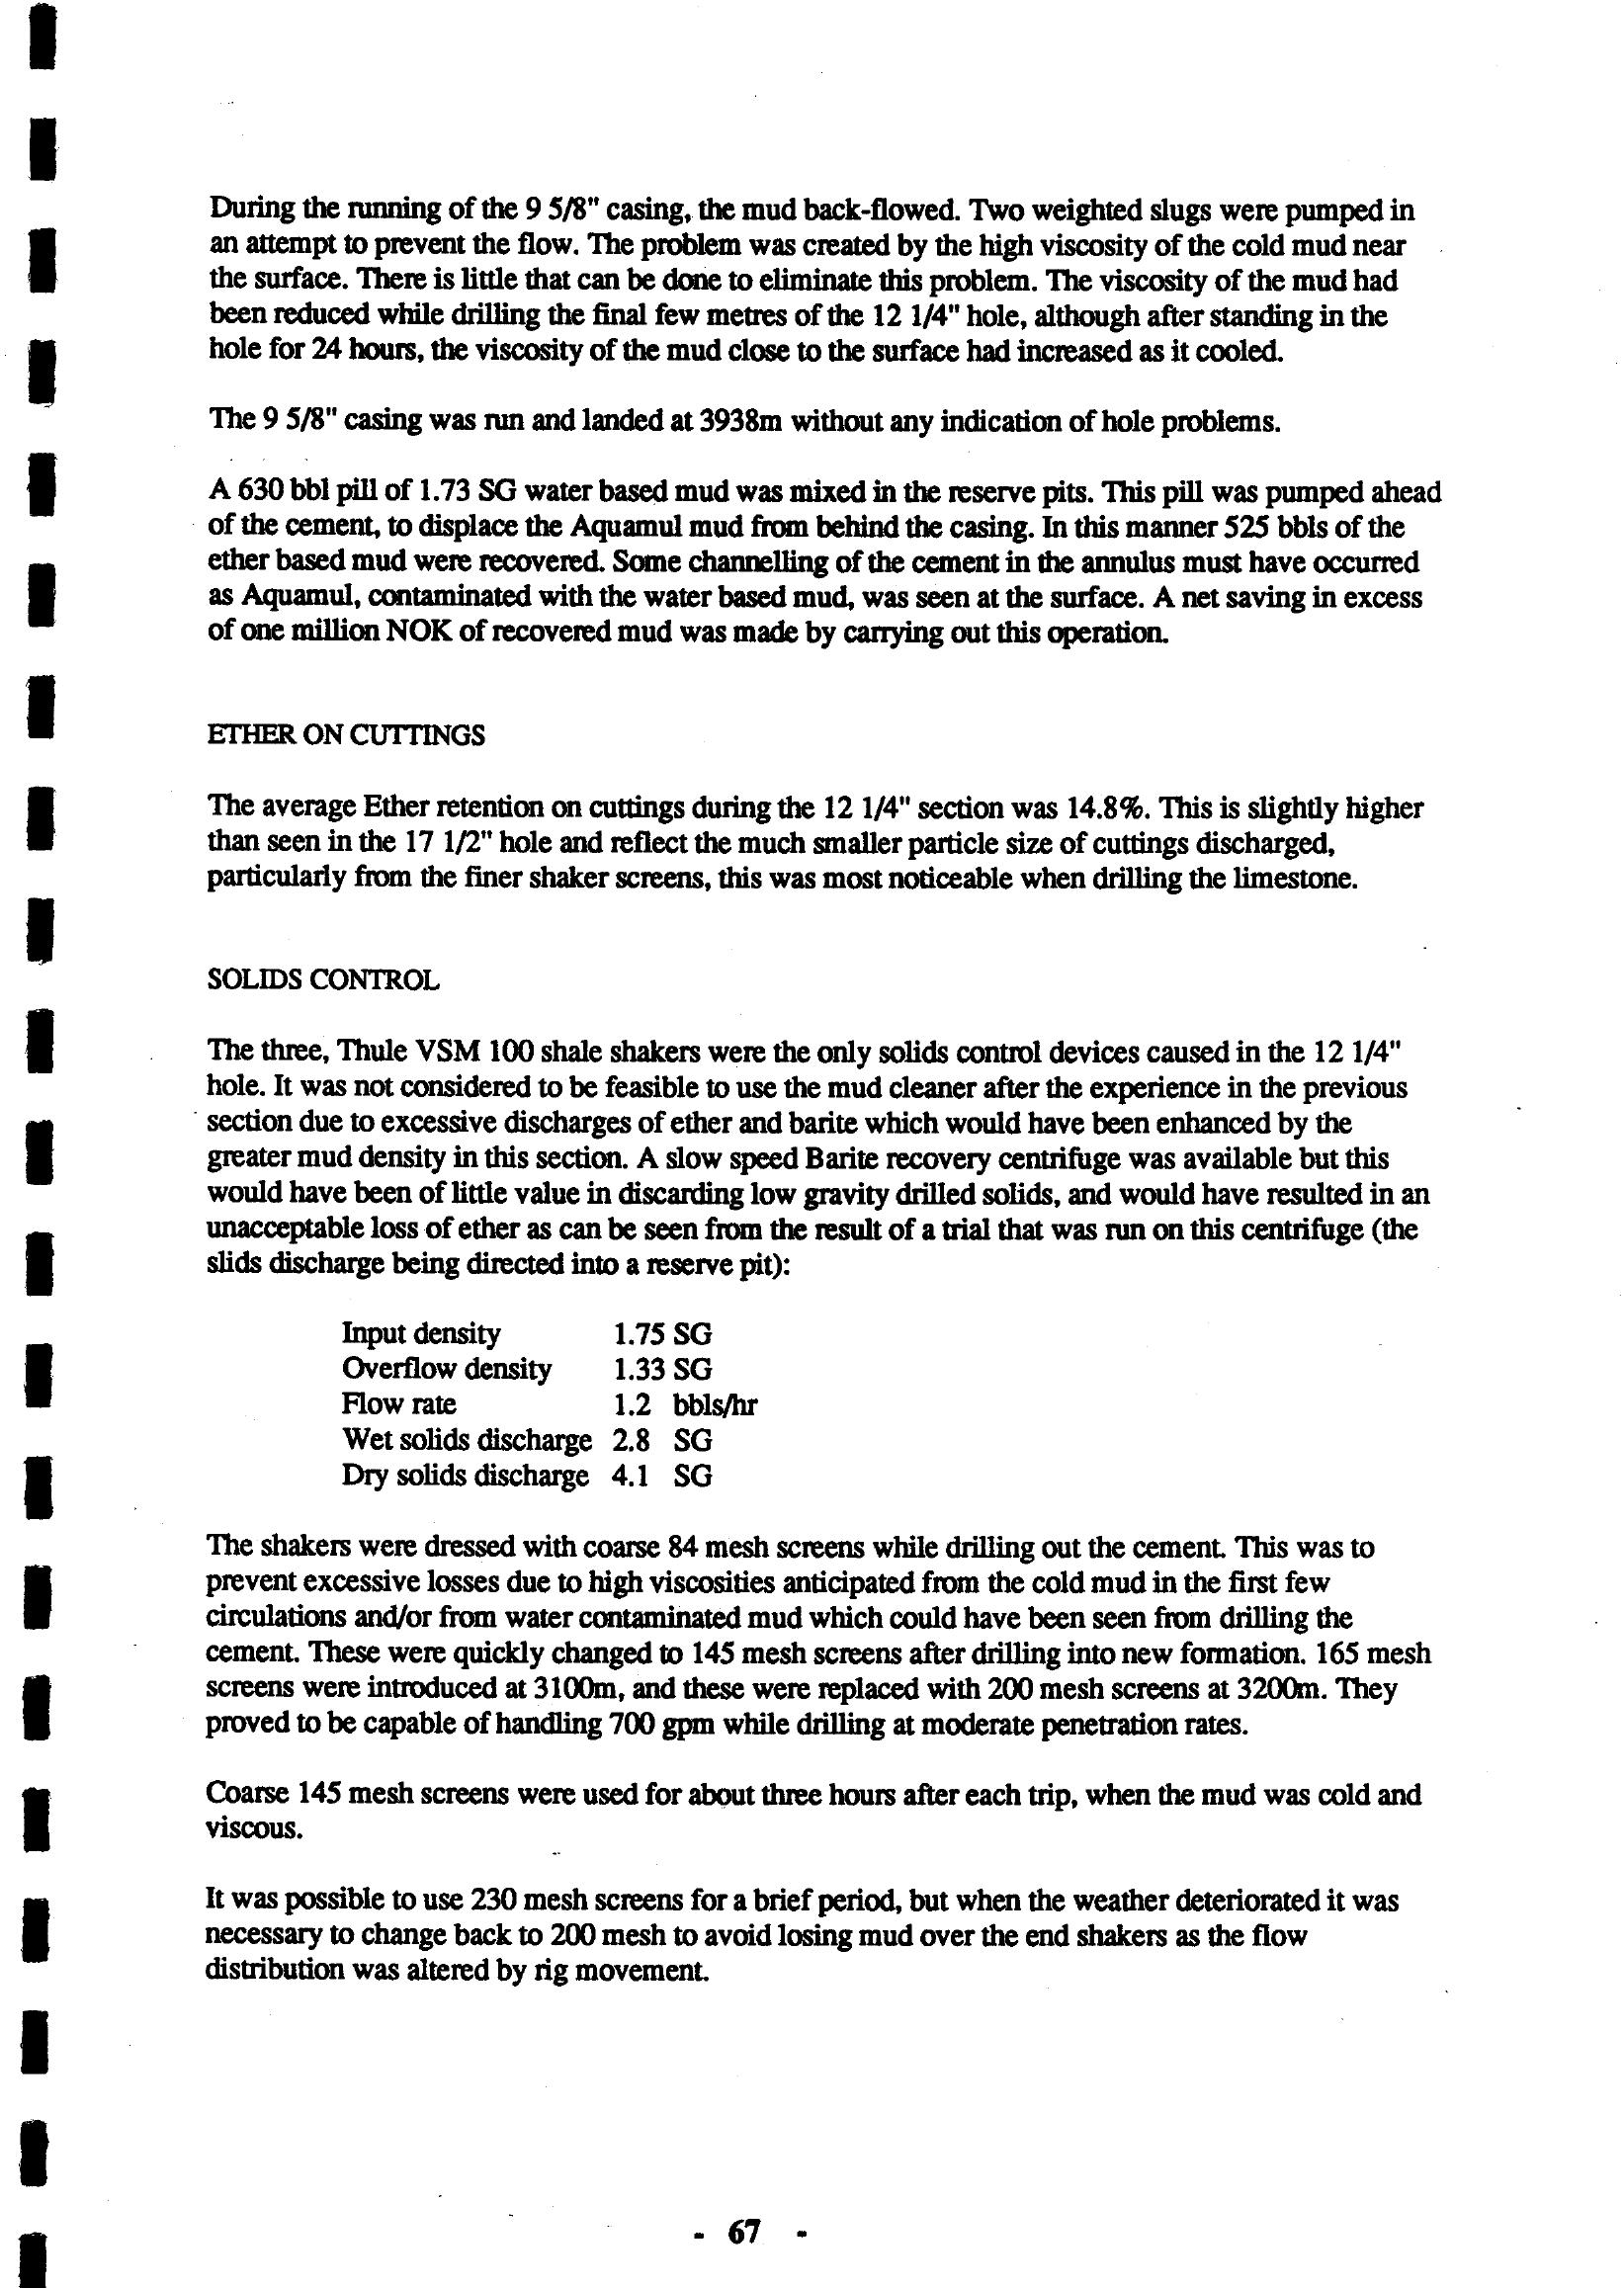 During the running of the 9 5/8" casing, the mud back-flowed. Two weighted slugs were pumped in
an attempt to prevent the flow. The problem was created by the high viscosity of the cold mud near
the surface. There is little that can be done to eliminate this problem. The viscosity of the mud had
been reduced while drilling the final few metres of the 12 1/4" hole, although after standing in the
hole for 24 hours, the viscosity of the mud close to the surface had increased as it cooled.
The 9 5/8" casing was run and landed at 3938m without any indication of hole problems.
A 630 bbl pill of 1.73 SG water based mud was mixed in the reserve pits. This pill was pumped ahead
of the cement, to displace the Aquamul mud from behind the casing. In this manner 525 bbls of the
ether based mud were recovered. Some channelling of the cement in the annulus must have occurred
as Aquamul, contaminated with the water based mud, was seen at the surface. A net saving in excess
of one million NOK of recovered mud was made by carrying out this operation.
ETHER ON CUTTINGS
The average Ether retention on cuttings during the 12 1/4" section was 14.8%. This is slightly higher
than seen in the 17 1/2" hole and reflect the much smaller particle size of cuttings discharged,
particularly from the finer shaker screens, this was most noticeable when drilling the limestone.
SOLIDS CONTROL
The three, Thule VSM 100 shale shakers were the only solids control devices caused in the 12 1/4"
hole. It was not considered to be feasible to use the mud cleaner after the experience in the previous
section due to excessive discharges of ether and barite which would have been enhanced by the
greater mud density in this section. A slow speed Barite recovery centrifuge was available but this
would have been of little value in discarding low gravity drilled solids, and would have resulted in an
unacceptable loss of ether as can be seen from the result of a trial that was run on this centrifuge (the
slids discharge being directed into a reserve pit):
Input density 1.75 SG
Overflow density 1.33 SG
Flow rate 1.2 bbls/hr
Wet solids discharge 2.8 SG
Dry solids discharge 4.1 SG
The shakers were dressed with coarse 84 mesh screens while drilling out the cement. This was to
prevent excessive losses due to high viscosities anticipated from the cold mud in the first few
circulations and/or from water contaminated mud which could have been seen from drilling the
cement. These were quickly changed to 145 mesh screens after drilling into new formation. 165 mesh
screens were introduced at 3100m, and these were replaced with 200 mesh screens at 3200m. They
proved to be capable of handling 700 gpm while drilling at moderate penetration rates.
Coarse 145 mesh screens were used for about three hours after each trip, when the mud was cold and
viscous.
It was possible to use 230 mesh screens for a brief period, but when the weather deteriorated it was
necessary to change back to 200 mesh to avoid losing mud over the end shakers as the flow
distribution was altered by rig movement.
- 67 -